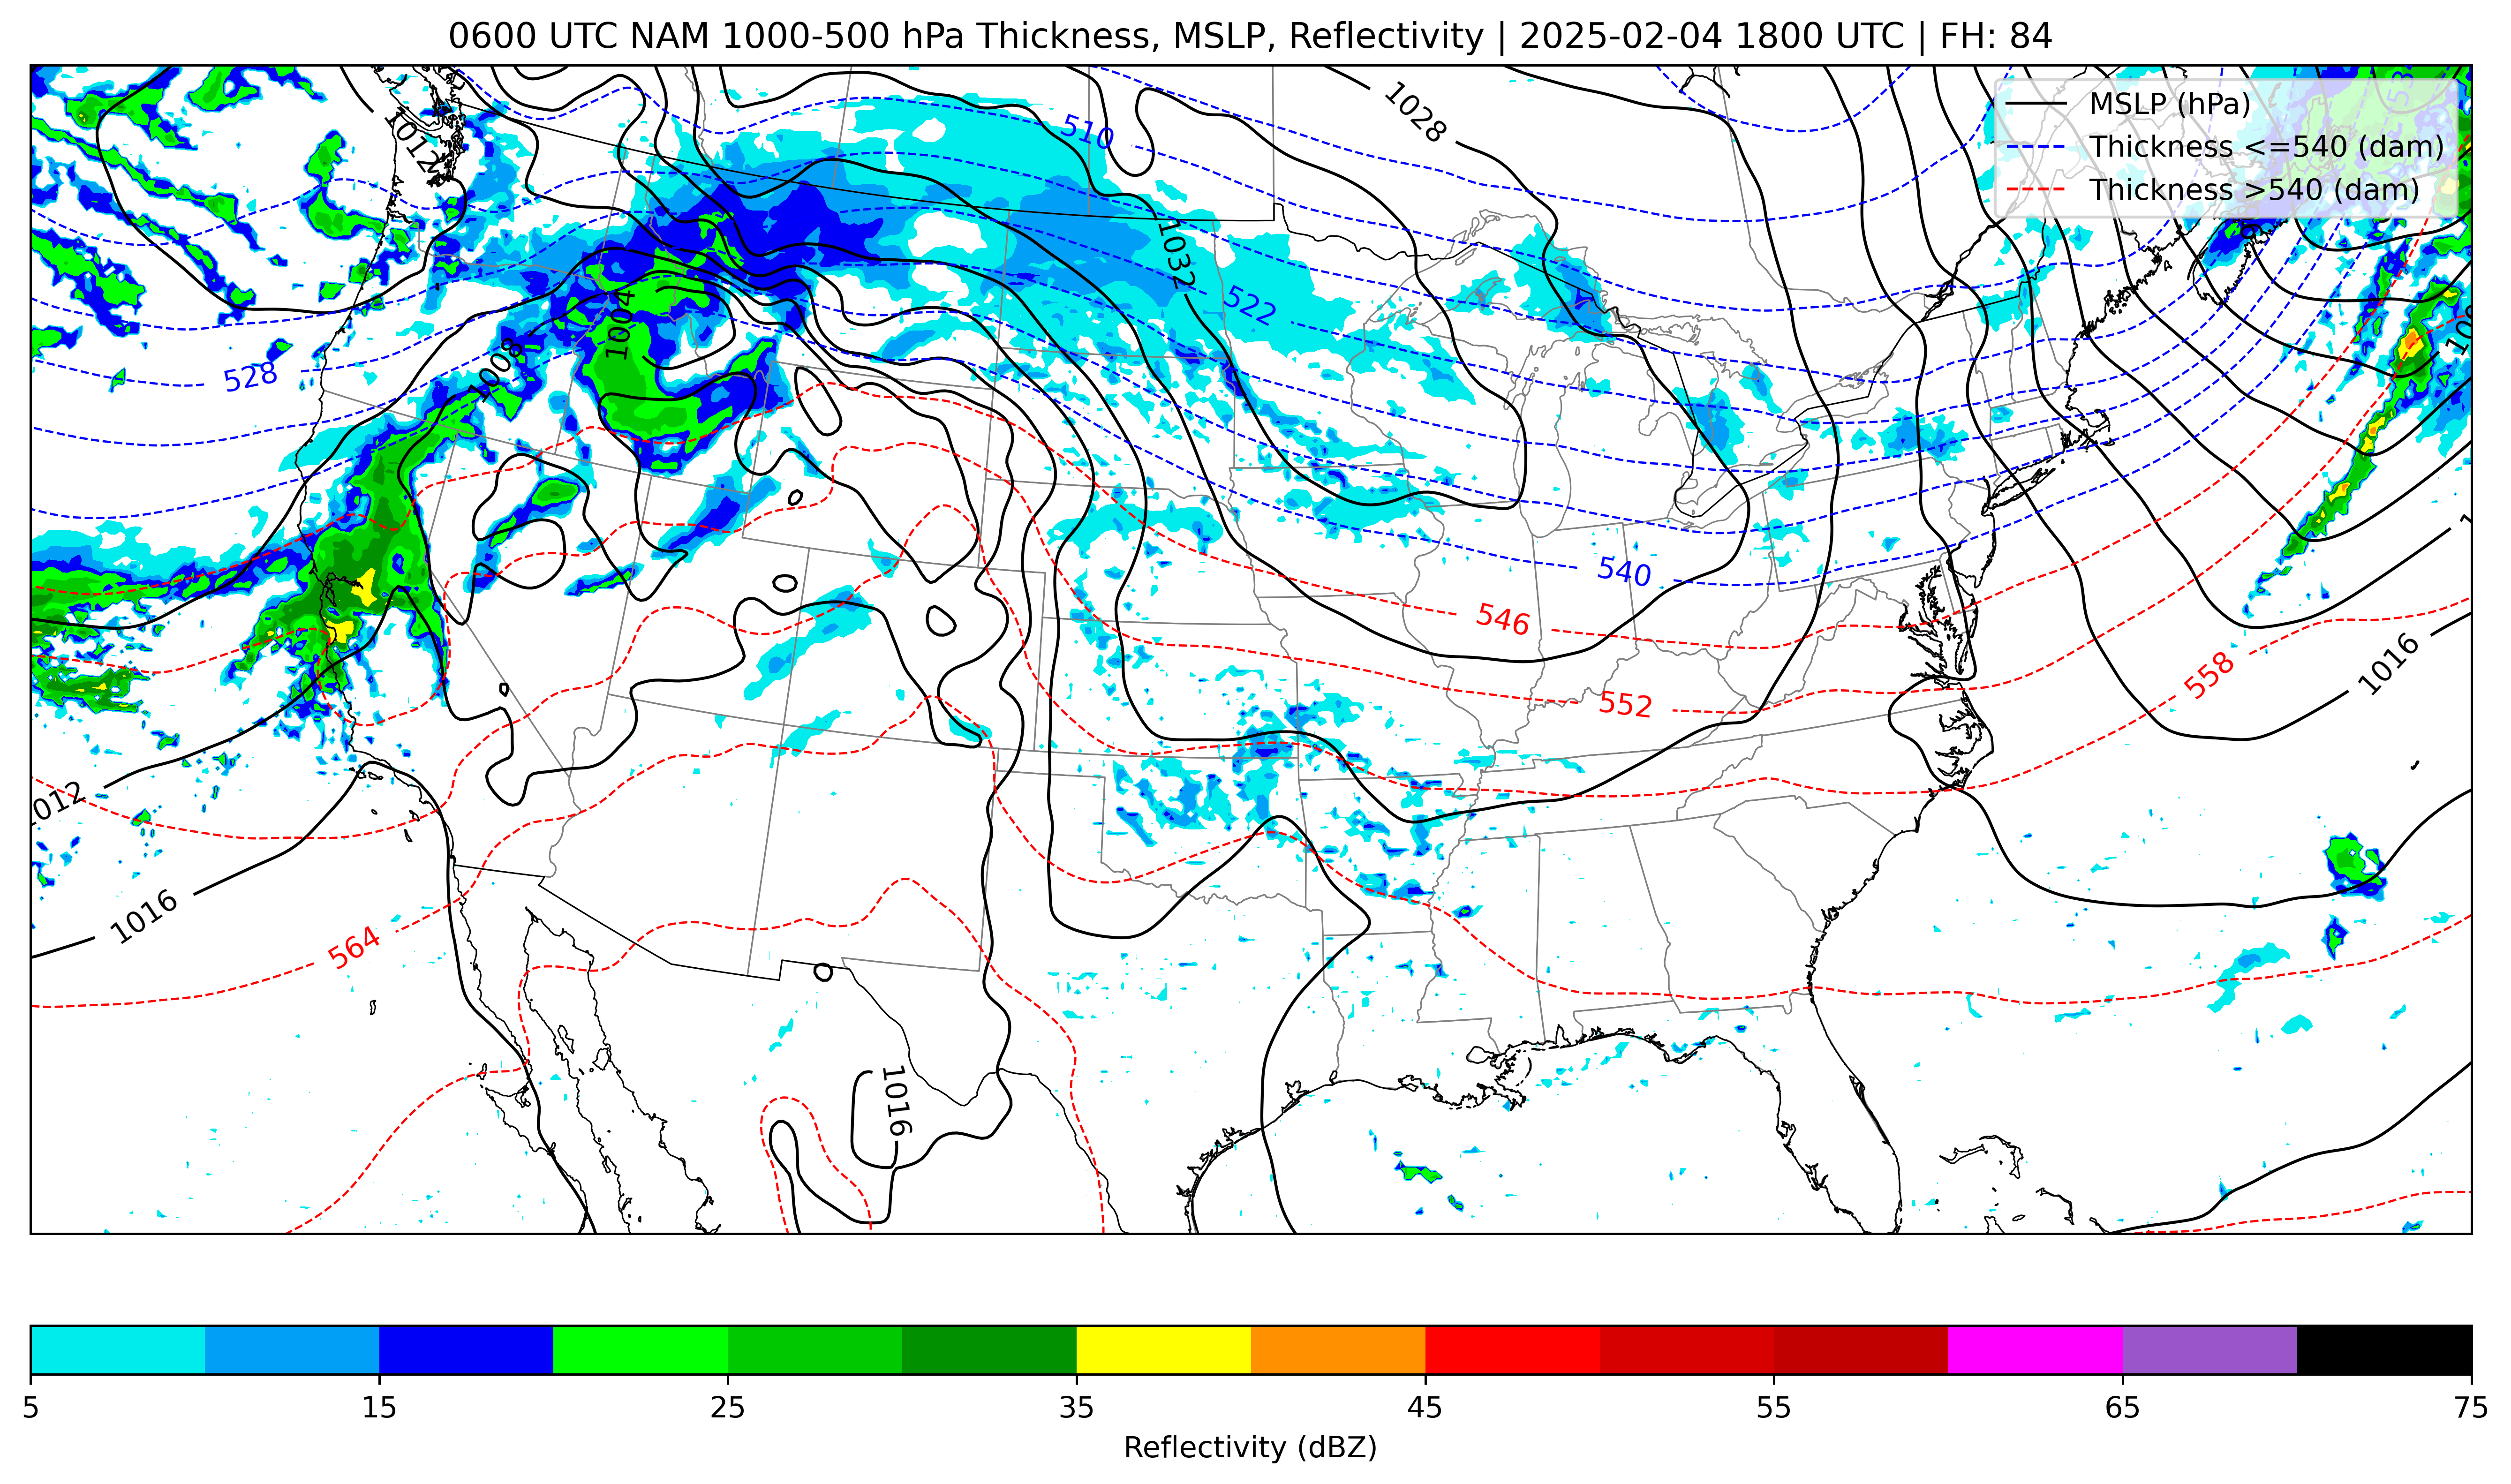 0600 UTC NAM 1000-500 hPa Thickness, MSLP, Reflectivity | 2025-02-04 1800 UTC | FH: 84
MSLP (hPa)
Thickness <=540 (dam)
Thickness >540 (dam)
1028
1012
510
1032
522
1004
1008
528
540
546
552
558
1016
1012
1016
564
1016
5 15 25 35 45 55 65 75
Reflectivity (dBZ)